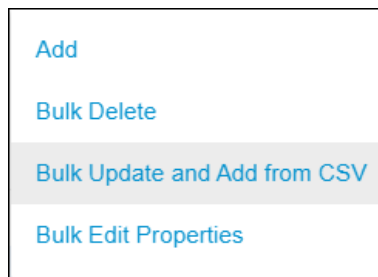 Add
Bulk Delete
Bulk Update and Add from CSV
Bulk Edit Properties